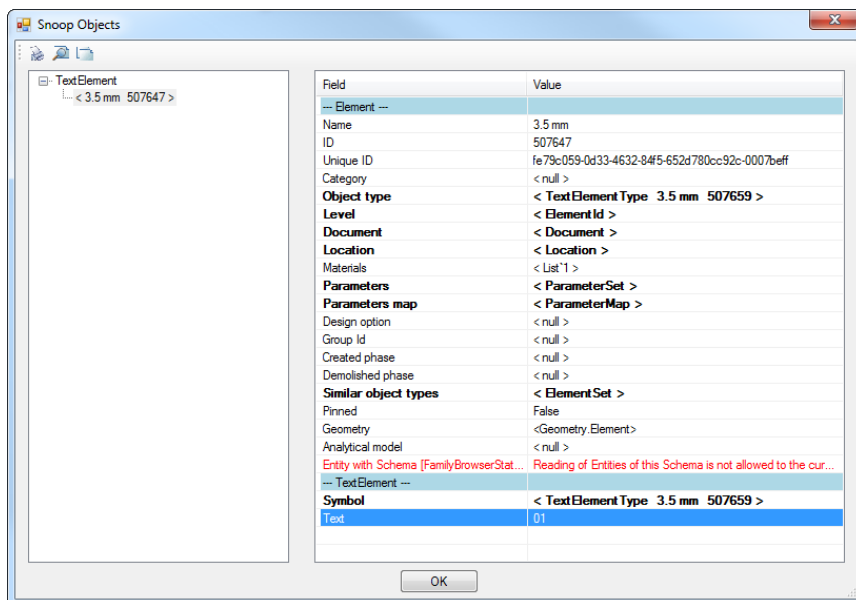 Snoop Objects
TextElement
< 3.5 mm 507647 >
Field Value
--- Element ---
Name 3.5 mm
ID 507647
Unique ID fe79c059-0d33-4632-84f5-652d780cc92c-0007beff
Category < null >
Object type < TextElementType 3.5 mm 507659 >
Level < ElementId >
Document < Document >
Location < Location >
Materials < List`1 >
Parameters < ParameterSet >
Parameters map < ParameterMap >
Design option < null >
Group Id < null >
Created phase < null >
Demolished phase < null >
Similar object types < ElementSet >
Pinned False
Geometry <Geometry.Element>
Analytical model < null >
Entity with Schema [FamilyBrowserStat... Reading of Entities of this Schema is not allowed to the cur...
--- TextElement ---
Symbol < TextElementType 3.5 mm 507659 >
Text 01
OK